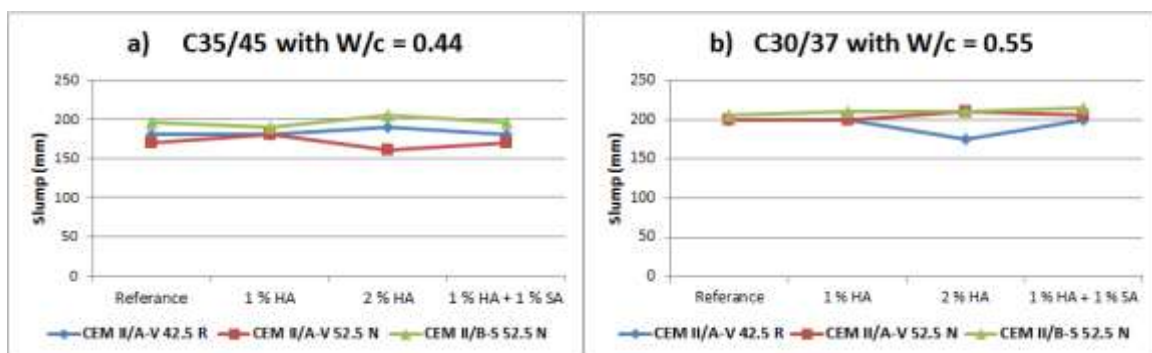 a) C35/45 with W/c = 0.44
250
200
150
100
50
0
Slump (mm)
Referance 1 % HA 2 % HA 1 % HA + 1 % SA
CEM II/A-V 42.5 R CEM II/A-V 52.5 N CEM II/B-S 52.5 N
b) C30/37 with W/c = 0.55
250
200
150
100
50
0
Slump (mm)
Referance 1 % HA 2 % HA 1 % HA + 1 % SA
CEM II/A-V 42.5 R CEM II/A-V 52.5 N CEM II/B-S 52.5 N